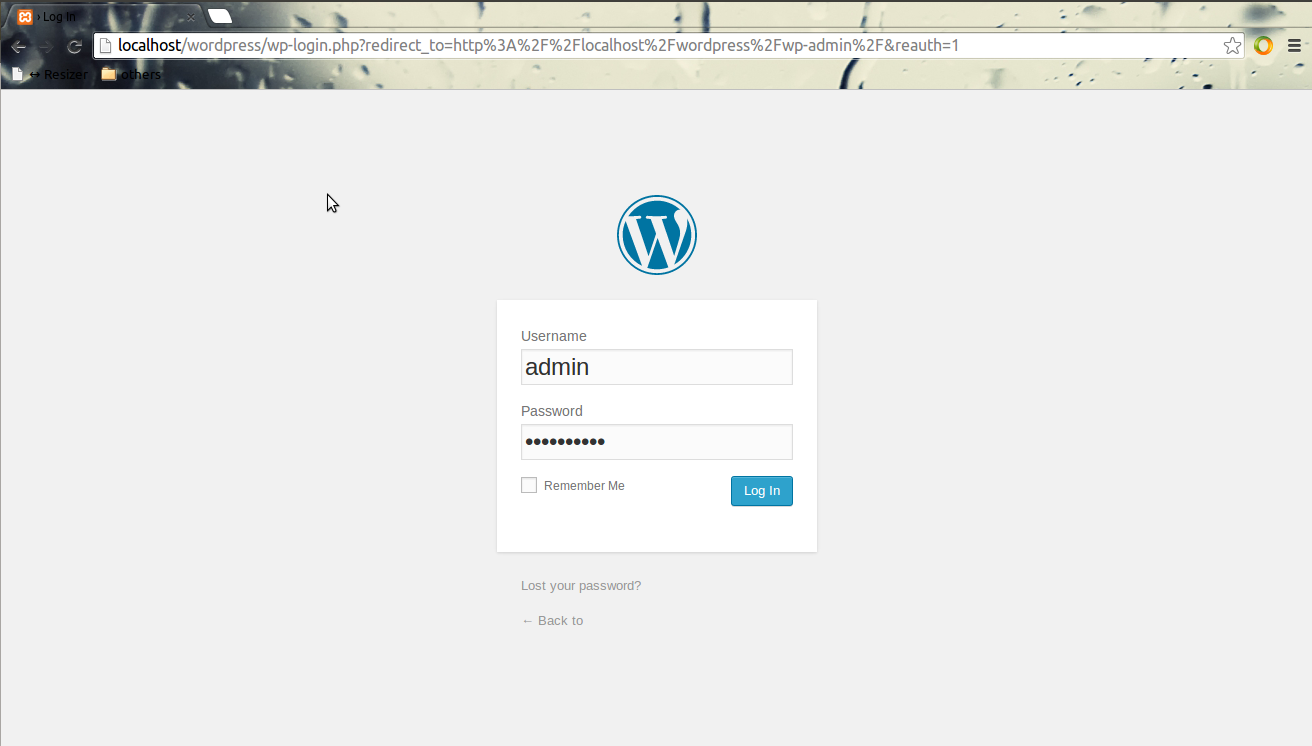 › Log In
localhost/wordpress/wp-login.php?redirect_to=http%3A%2F%2Flocalhost%2Fwordpress%2Fwp-admin%2F&reauth=1
↔ Resizer others
Username
admin
Password
••••••••••
Remember Me Log In
Lost your password?
← Back to